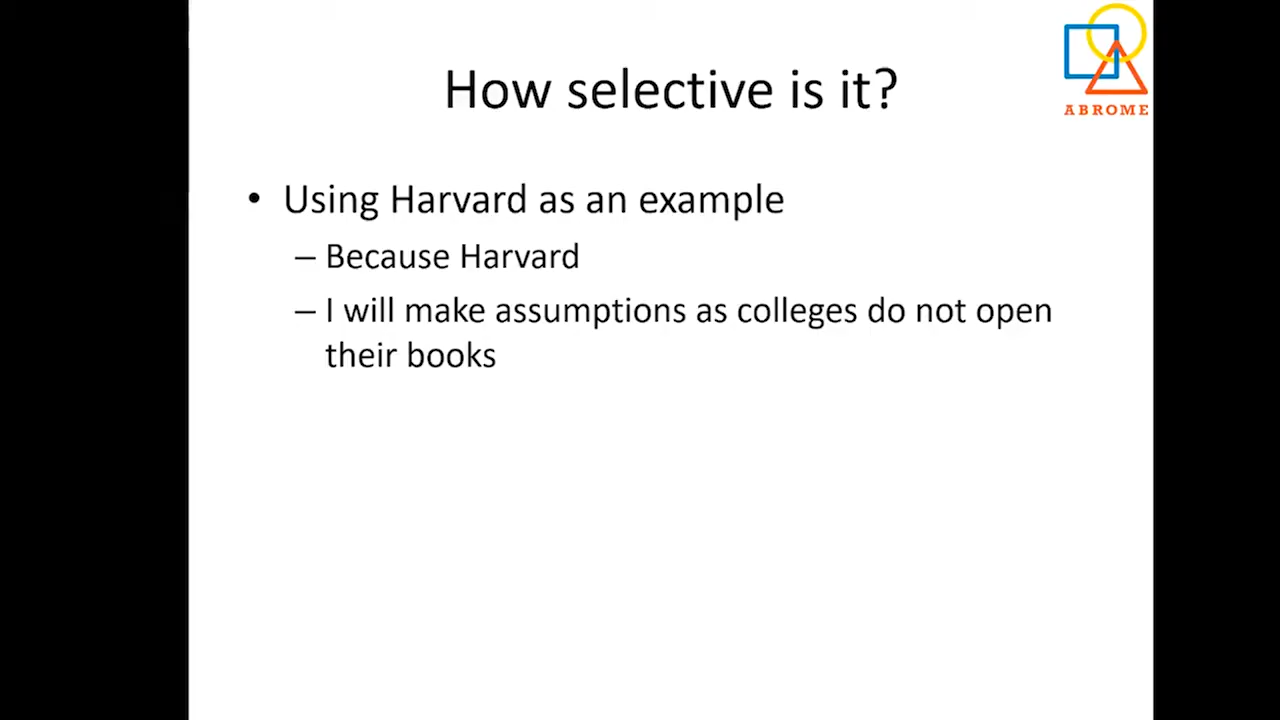 ABROME
How selective is it?
• Using Harvard as an example
– Because Harvard
– I will make assumptions as colleges do not open
their books